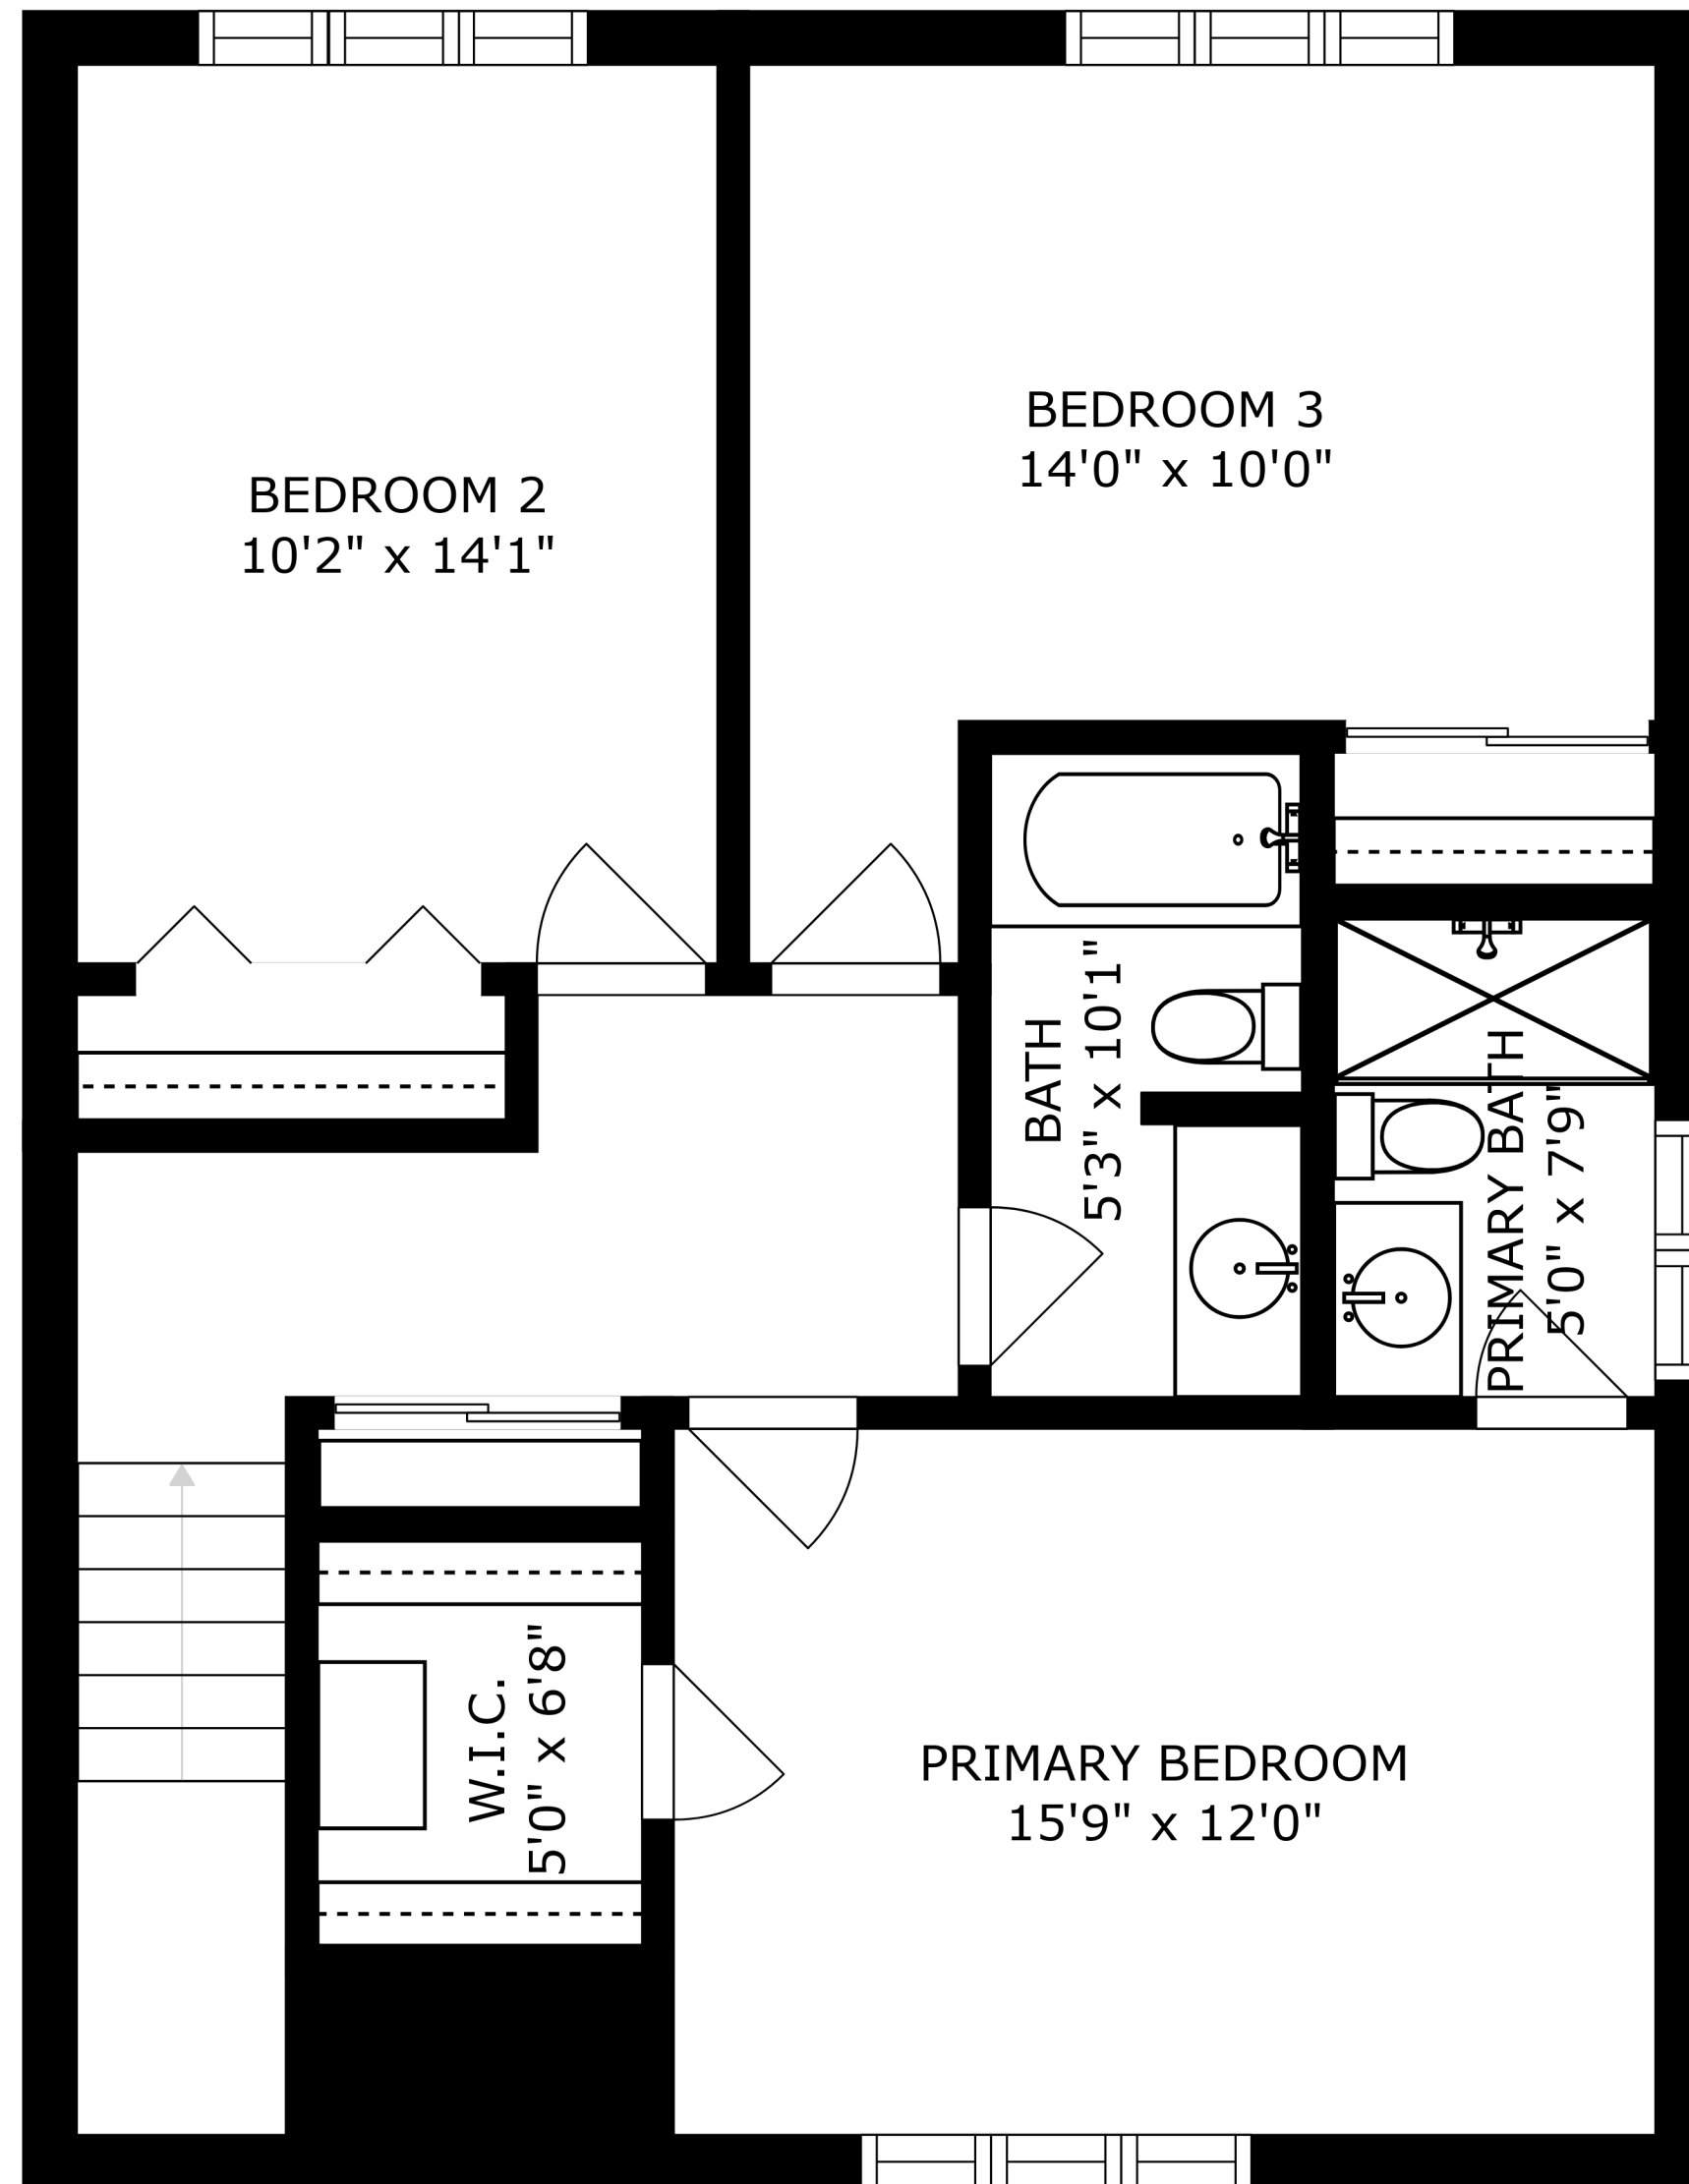 BEDROOM 3
14'0" x 10'0"
BEDROOM 2
10'2" x 14'1"
BATH
5'3" x 10'1"
PRIMARY BATH
5'0" x 7'9"
W.I.C.
5'0" x 6'8"
PRIMARY BEDROOM
15'9" x 12'0"